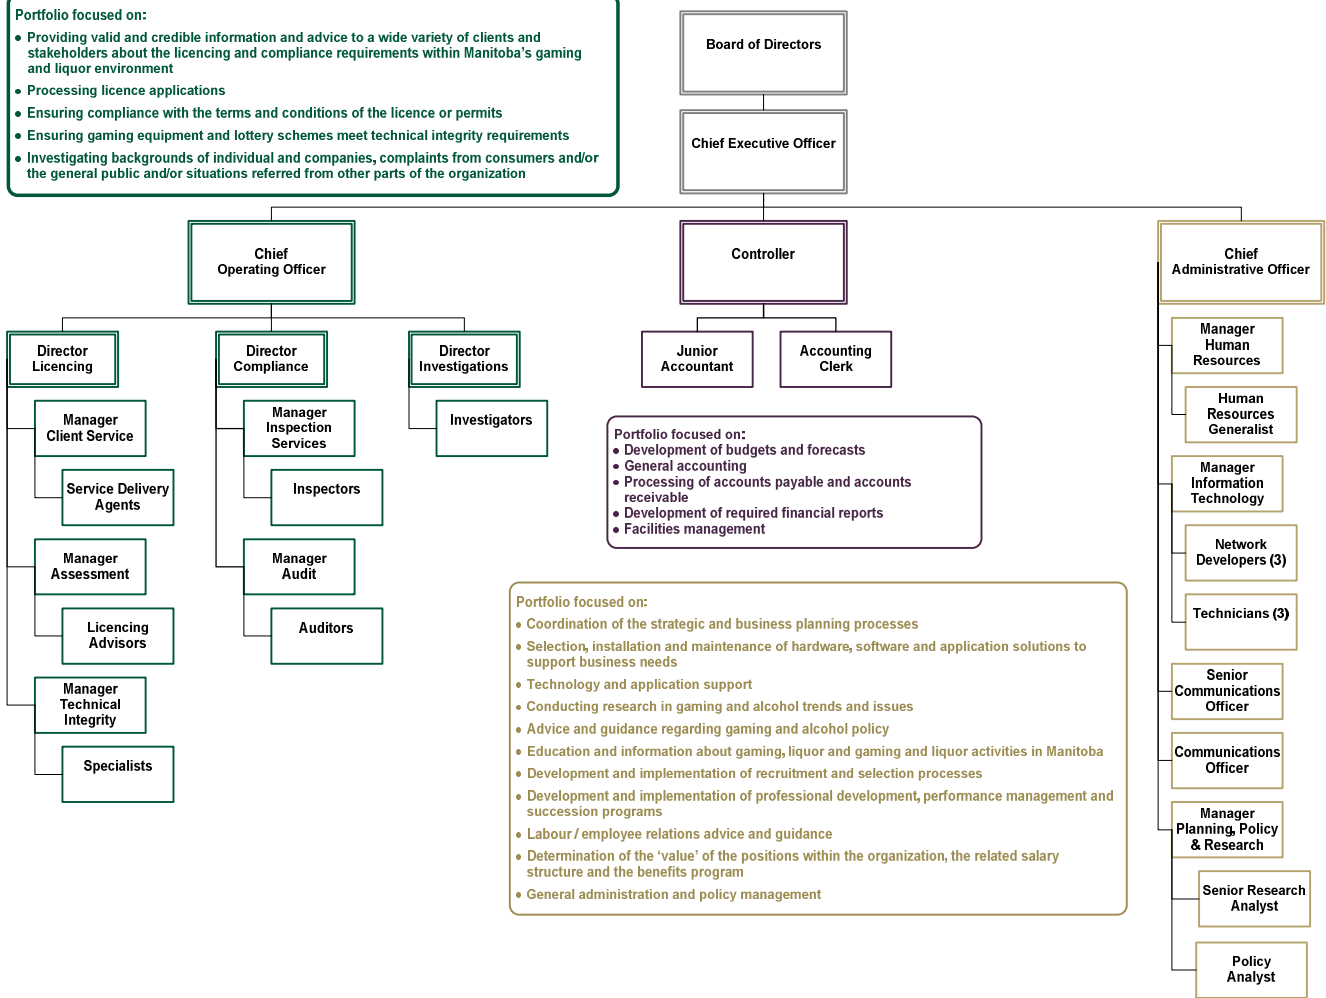 Portfolio focused on:
• Providing valid and credible information and advice to a wide variety of clients and
stakeholders about the licencing and compliance requirements within Manitoba's gaming
and liquor environment
• Processing licence applications
• Ensuring compliance with the terms and conditions of the licence or permits
• Ensuring gaming equipment and lottery schemes meet technical integrity requirements
• Investigating backgrounds of individual and companies, complaints from consumers and/or
the general public and/or situations referred from other parts of the organization
Board of Directors
Chief Executive Officer
Chief
Operating Officer
Controller
Chief
Administrative Officer
Director
Licencing
Manager
Client Service
Service Delivery
Agents
Manager
Assessment
Licencing
Advisors
Manager
Technical
Integrity
Specialists
Director
Compliance
Manager
Inspection
Services
Inspectors
Manager
Audit
Auditors
Director
Investigations
Investigators
Junior
Accountant
Accounting
Clerk
Portfolio focused on:
• Development of budgets and forecasts
• General accounting
• Processing of accounts payable and accounts
receivable
• Development of required financial reports
• Facilities management
Portfolio focused on:
• Coordination of the strategic and business planning processes
• Selection, installation and maintenance of hardware, software and application solutions to
support business needs
• Technology and application support
• Conducting research in gaming and alcohol trends and issues
• Advice and guidance regarding gaming and alcohol policy
• Education and information about gaming, liquor and gaming and liquor activities in Manitoba
• Development and implementation of recruitment and selection processes
• Development and implementation of professional development, performance management and
succession programs
• Labour / employee relations advice and guidance
• Determination of the ‘value’ of the positions within the organization, the related salary
structure and the benefits program
• General administration and policy management
Manager
Human
Resources
Human
Resources
Generalist
Manager
Information
Technology
Network
Developers (3)
Technicians (3)
Senior
Communications
Officer
Communications
Officer
Manager
Planning, Policy
& Research
Senior Research
Analyst
Policy
Analyst